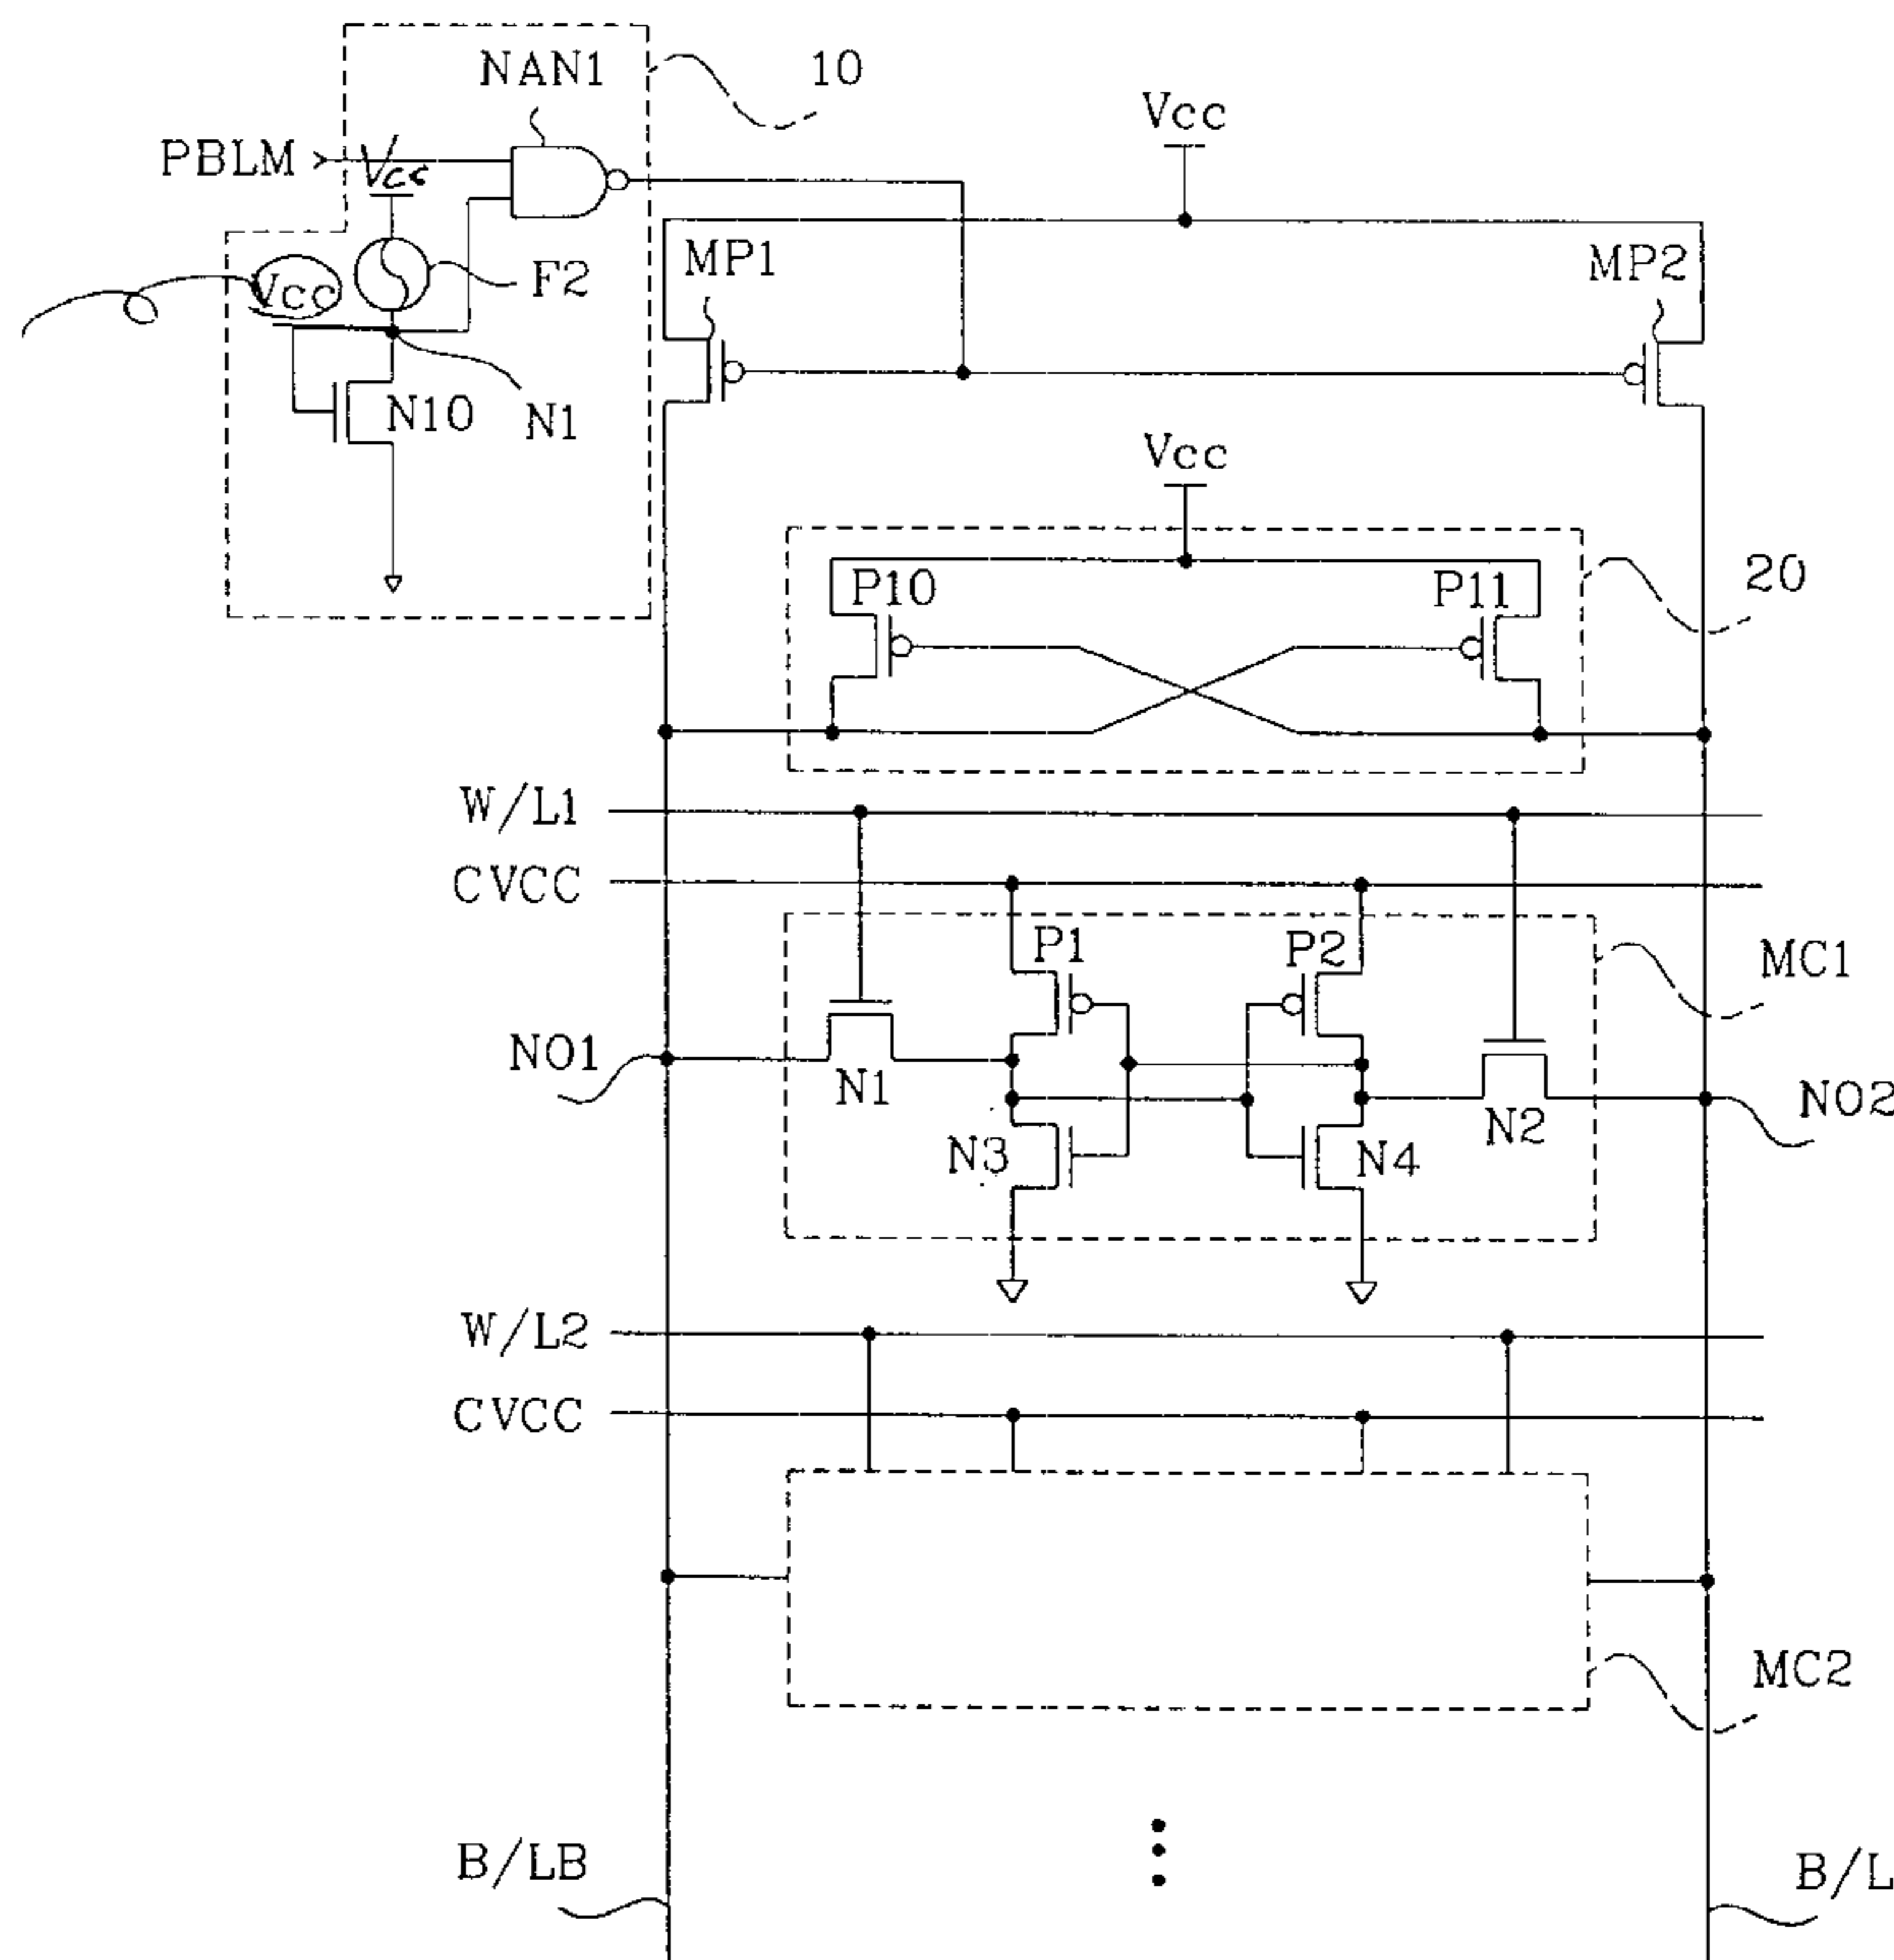 NAN1
10
Vcc
PBLM
Vcc
MP1
MP2
F2
Vcc
N10
N1
Vcc
20
P10
P11
W/L1
CVCC
P1
P2
MC1
NO1
N1
N2
NO2
N3
N4
W/L2
CVCC
MC2
B/LB
B/L